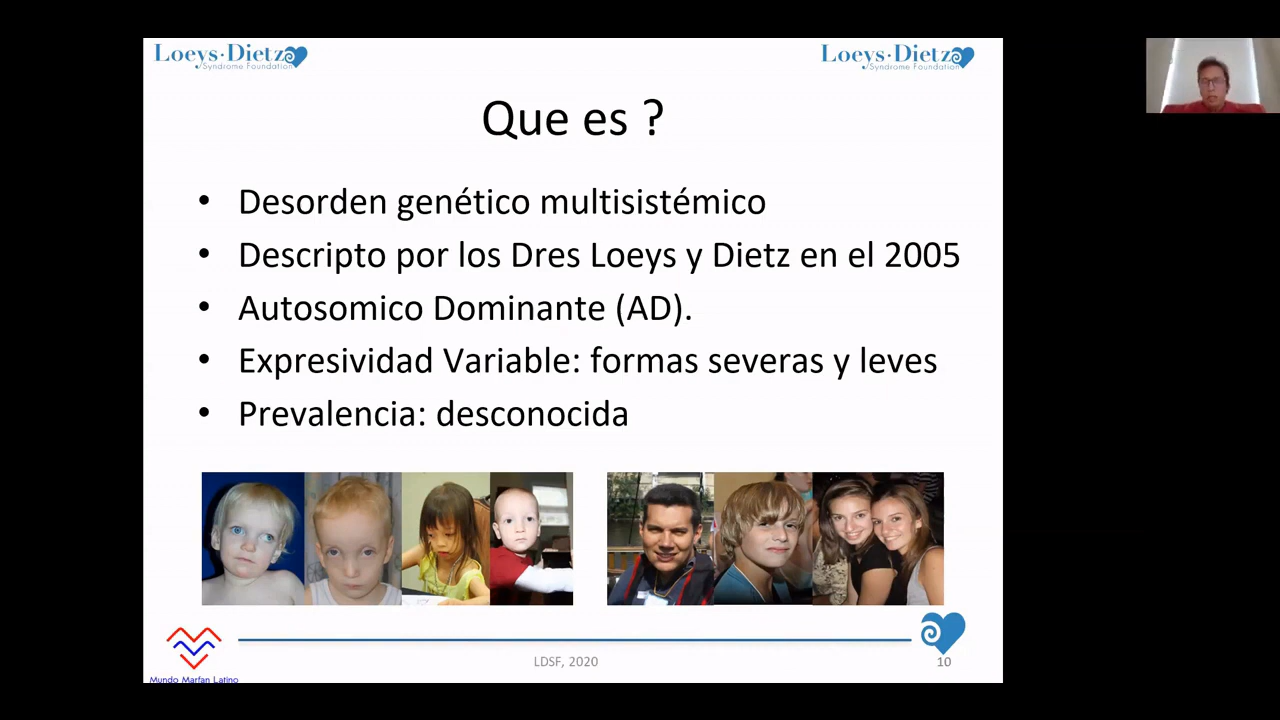 Loeys·Dietz
Syndrome Foundation
Loeys·Dietz
Syndrome Foundation
Que es ?
• Desorden genético multisistémico
• Descripto por los Dres Loeys y Dietz en el 2005
• Autosomico Dominante (AD).
• Expresividad Variable: formas severas y leves
• Prevalencia: desconocida
Mundo Marfan Latino
LDSF, 2020
10